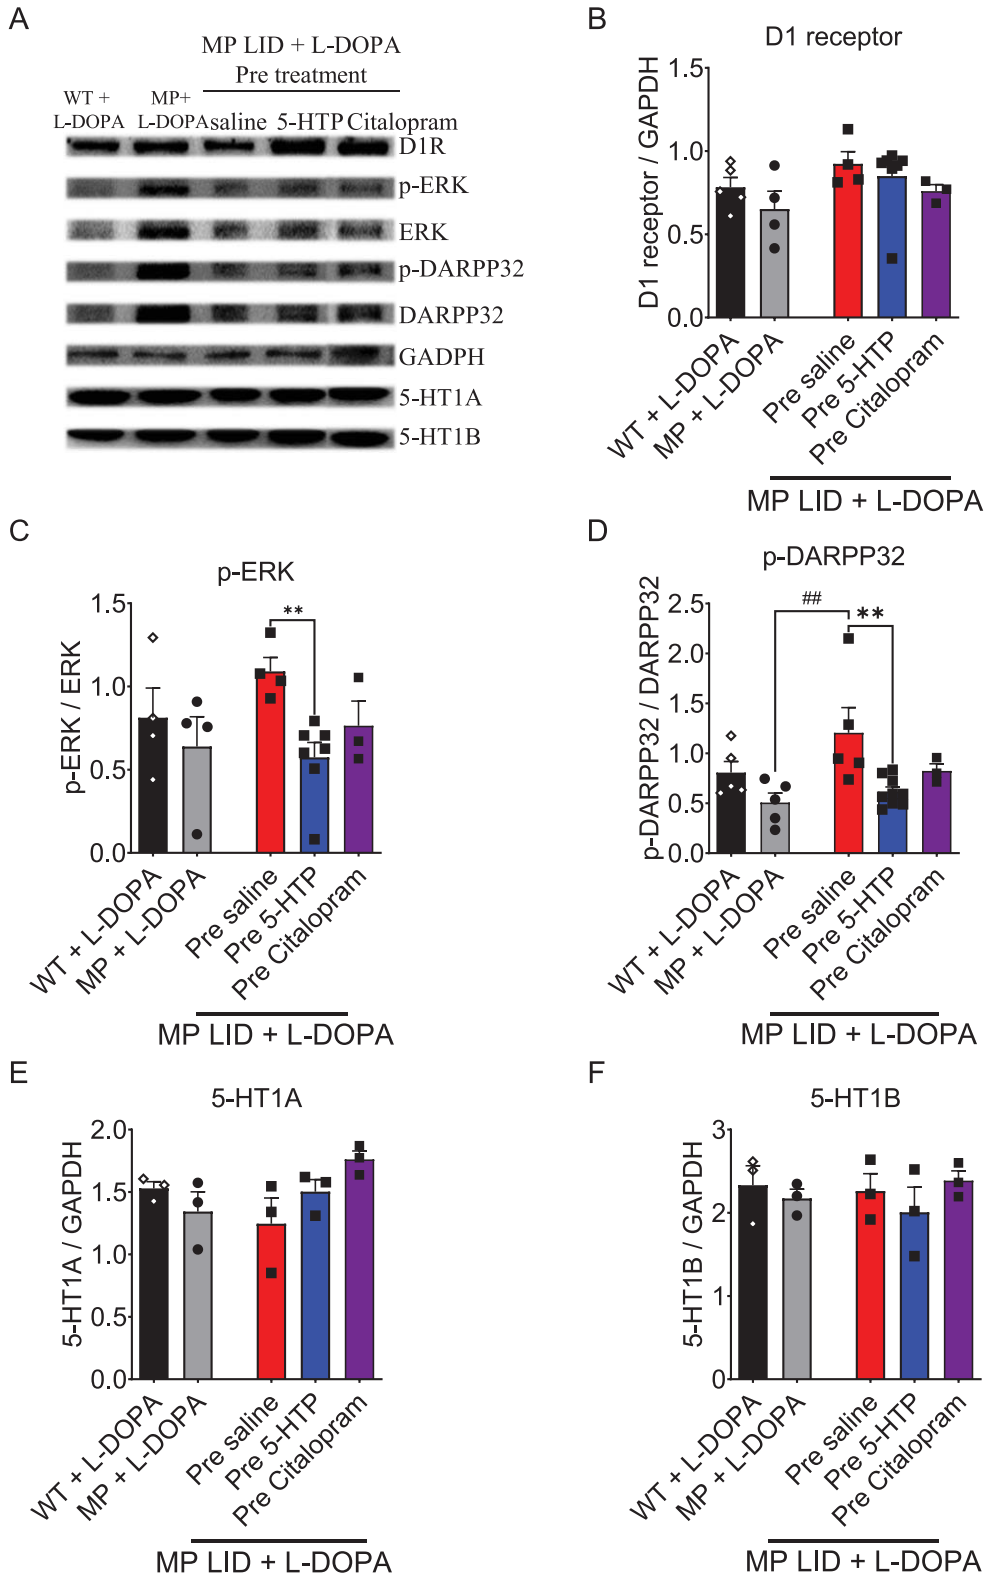 A
MP LID + L-DOPA
Pre treatment
WT +
L-DOPA
MP+
L-DOPA
saline
5-HTP
Citalopram
D1R
p-ERK
ERK
p-DARPP32
DARPP32
GADPH
5-HT1A
5-HT1B
B
D1 receptor
D1 receptor / GAPDH
1.5
1.0
0.5
0.0
WT + L-DOPA
MP + L-DOPA
Pre saline
Pre 5-HTP
Pre Citalopram
MP LID + L-DOPA
C
p-ERK
p-ERK / ERK
1.5
1.0
0.5
0.0
**
WT + L-DOPA
MP + L-DOPA
Pre saline
Pre 5-HTP
Pre Citalopram
MP LID + L-DOPA
D
p-DARPP32
p-DARPP32 / DARPP32
2.5
2.0
1.5
1.0
0.5
0.0
##
**
WT + L-DOPA
MP + L-DOPA
Pre saline
Pre 5-HTP
Pre Citalopram
MP LID + L-DOPA
E
5-HT1A
5-HT1A / GAPDH
2.0
1.5
1.0
0.5
0.0
WT + L-DOPA
MP + L-DOPA
Pre saline
Pre 5-HTP
Pre Citalopram
MP LID + L-DOPA
F
5-HT1B
5-HT1B / GAPDH
3
2
1
0
WT + L-DOPA
MP + L-DOPA
Pre saline
Pre 5-HTP
Pre Citalopram
MP LID + L-DOPA